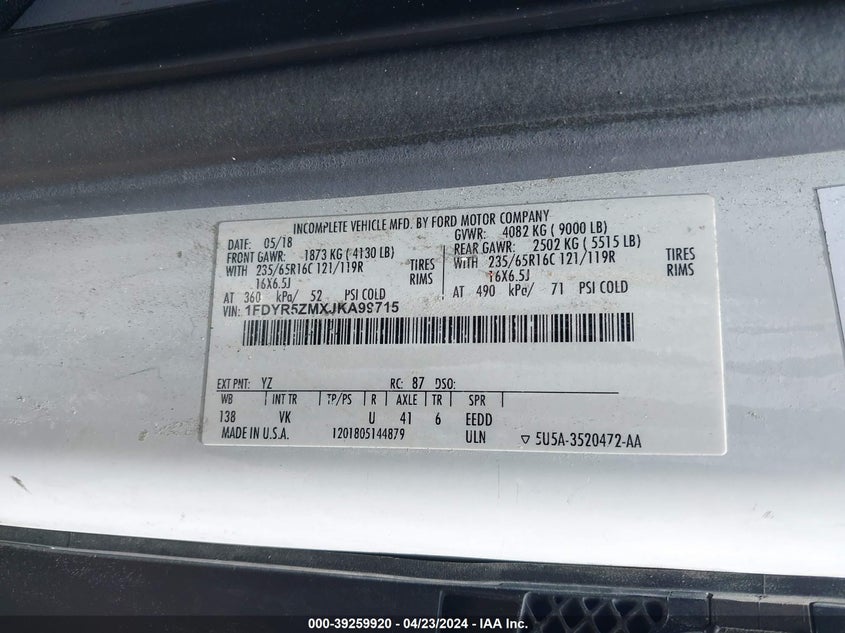 INCOMPLETE VEHICLE MFD. BY FORD MOTOR COMPANY
DATE: 05/18 GVWR: 4082 KG ( 9000 LB)
FRONT GAWR: 1873 KG ( 4130 LB) REAR GAWR: 2502 KG ( 5515 LB)
WITH 235/65R16C 121/119R TIRES WITH 235/65R16C 121/119R TIRES
16X6.5J RIMS 16X6.5J RIMS
AT 360 kPa/ 52 PSI COLD AT 490 kPa/ 71 PSI COLD
VIN: 1FDYR5ZMXJKA99715
EXT PNT: YZ RC: 87 DSO:
WB INT TR TP/PS R AXLE TR SPR
138 VK U 41 6 EEDD
MADE IN U.S.A. 1201805144879 ULN ▽ 5U5A-3520472-AA
000-39259920 - 04/23/2024 - IAA Inc.